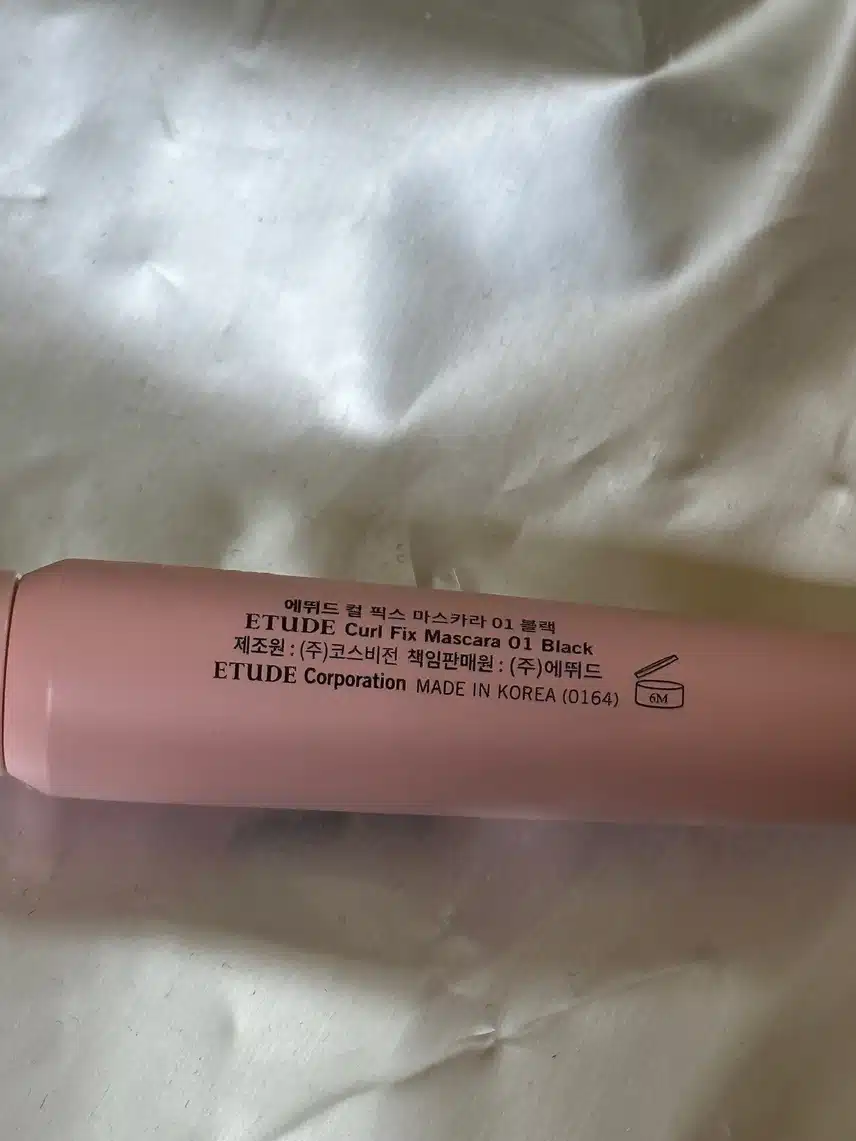 에뛰드 컬 픽스 마스카라 01 블랙
ETUDE Curl Fix Mascara 01 Black
제조원 : (주)코스비전 책임판매원 : (주)에뛰드
ETUDE Corporation MADE IN KOREA (0164)
6M